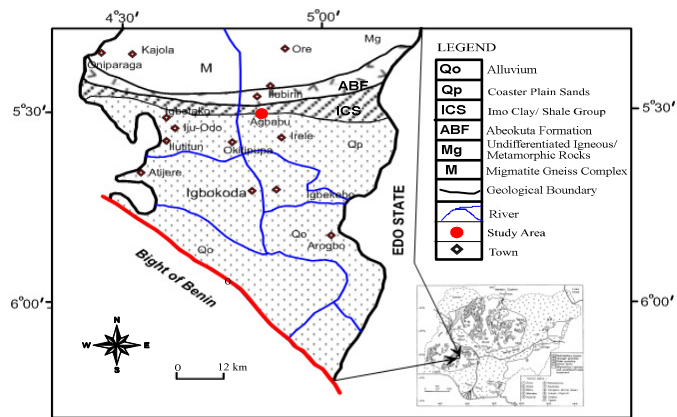 4°30' 5°00'
Kajola
Ore
Mg
Oniparaga
M
ABF
Ilubirin
ICS
5°30' 5°30'
Igbotako
Agbabu
Iju-Odo
Irele
Ilutitun
Okitipupa
Qp
Atijere
Igbokoda
Igbekebo
Qo
Qo
Arogbo
EDO STATE
Bight of Benin
6°00' 6°00'
N
W E
S
0 12 km
LEGEND
Qo Alluvium
Qp Coaster Plain Sands
ICS Imo Clay/ Shale Group
ABF Abeokuta Formation
Mg Undifferentiated Igneous/
Metamorphic Rocks
M Migmatite Gneiss Complex
Geological Boundary
River
Study Area
Town